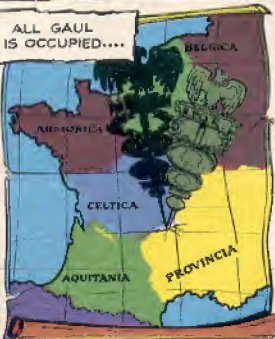 ALL GAUL
IS OCCUPIED....
BELGICA
ARMORICA
CELTICA
AQUITANIA
PROVINCIA